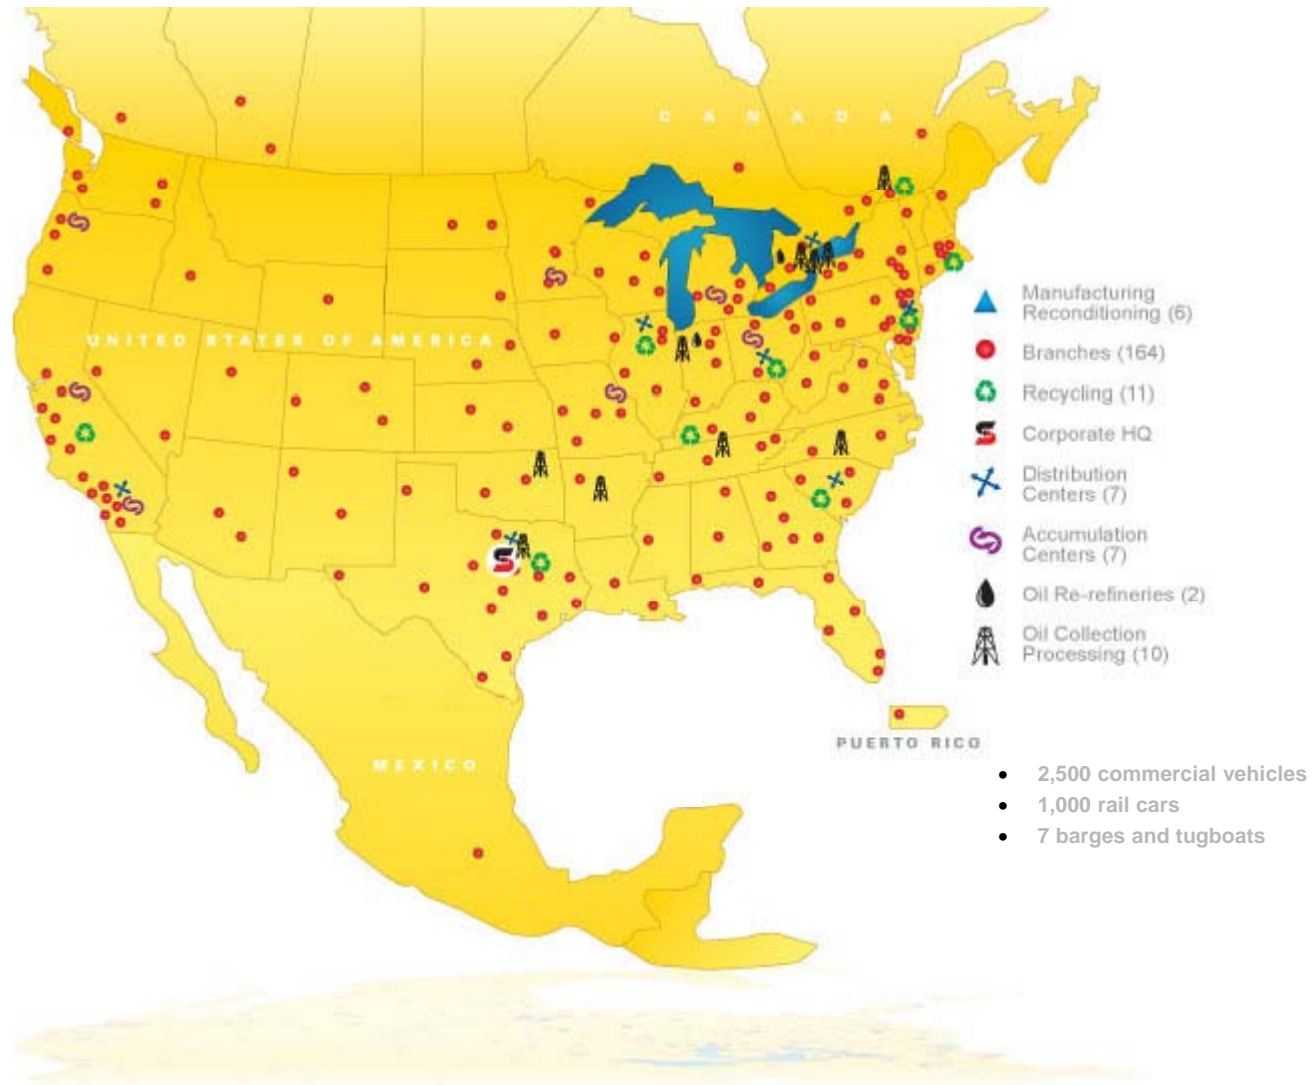 CANADA
UNITED STATES OF AMERICA
Manufacturing
Reconditioning (6)
Branches (164)
Recycling (11)
Corporate HQ
Distribution
Centers (7)
Accumulation
Centers (7)
Oil Re-refineries (2)
Oil Collection
Processing (10)
PUERTO RICO
MEXICO
• 2,500 commercial vehicles
• 1,000 rail cars
• 7 barges and tugboats